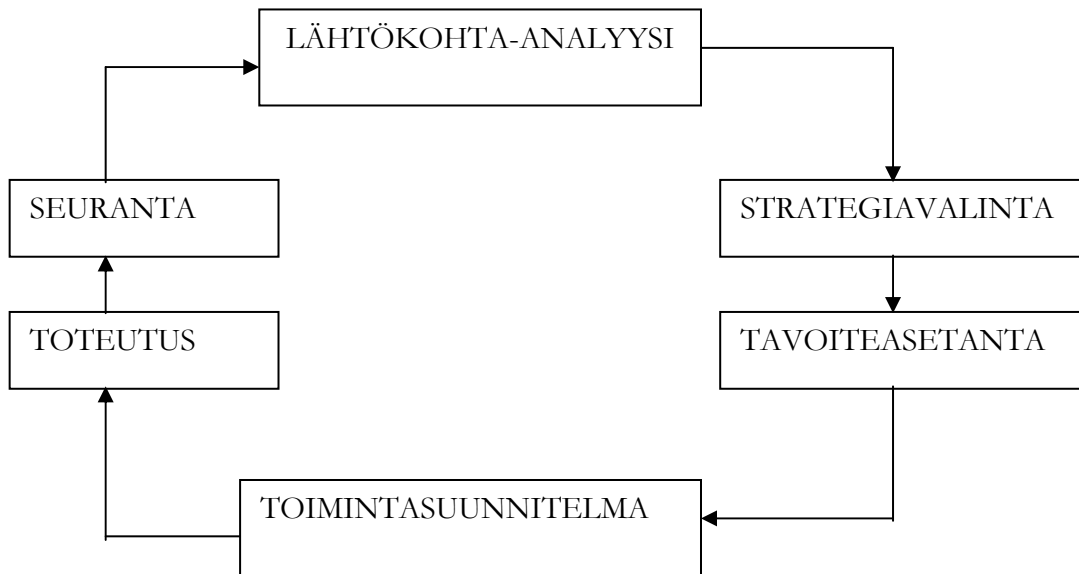 LÄHTÖKOHTA-ANALYYSI
SEURANTA
STRATEGIAVALINTA
TOTEUTUS
TAVOITEASETANTA
TOIMINTASUUNNITELMA